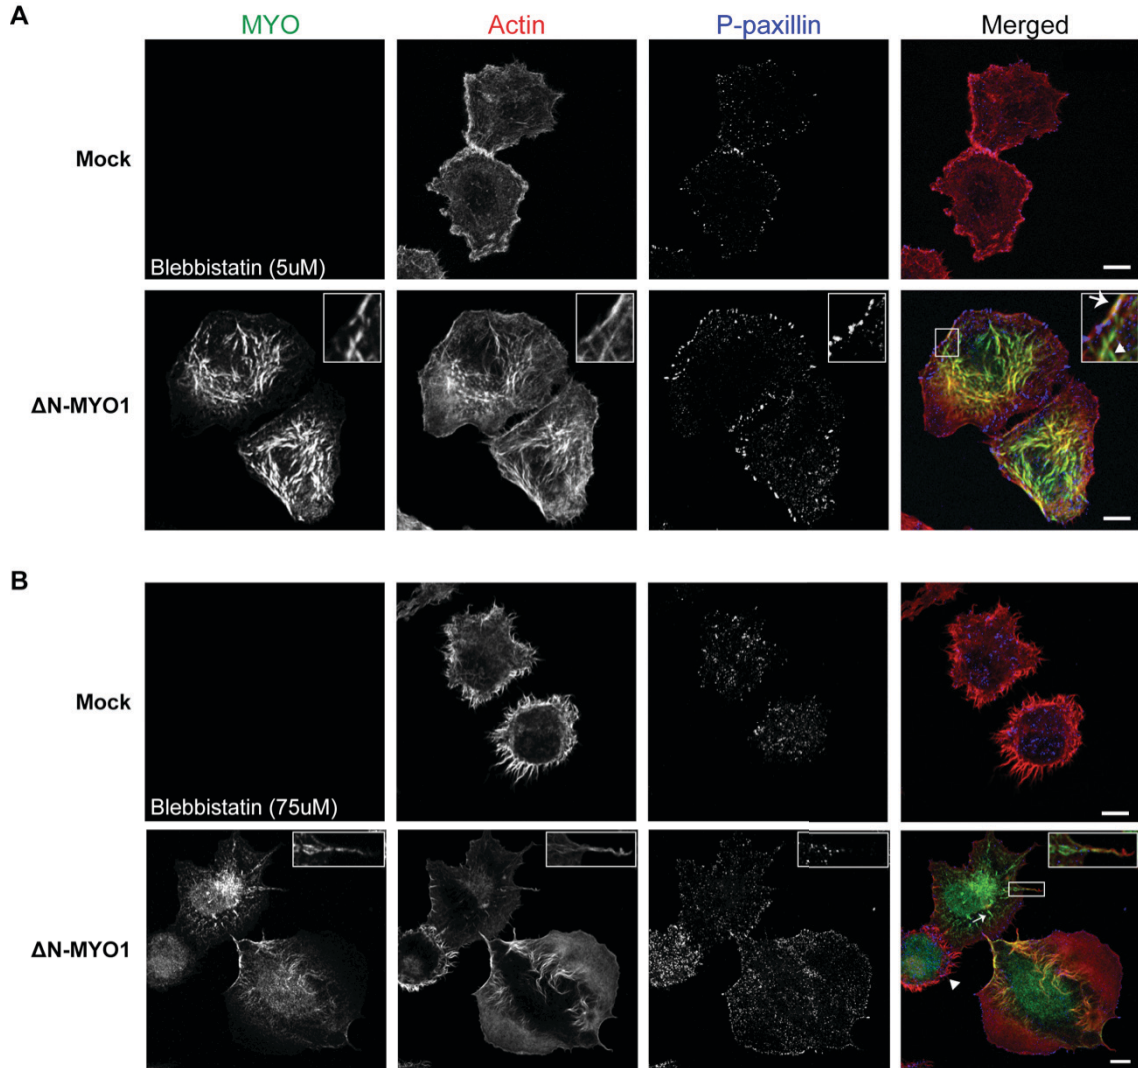 A
MYO Actin P-paxillin Merged
Mock
Blebbistatin (5uM)
ΔN-MYO1
B
Mock
Blebbistatin (75uM)
ΔN-MYO1